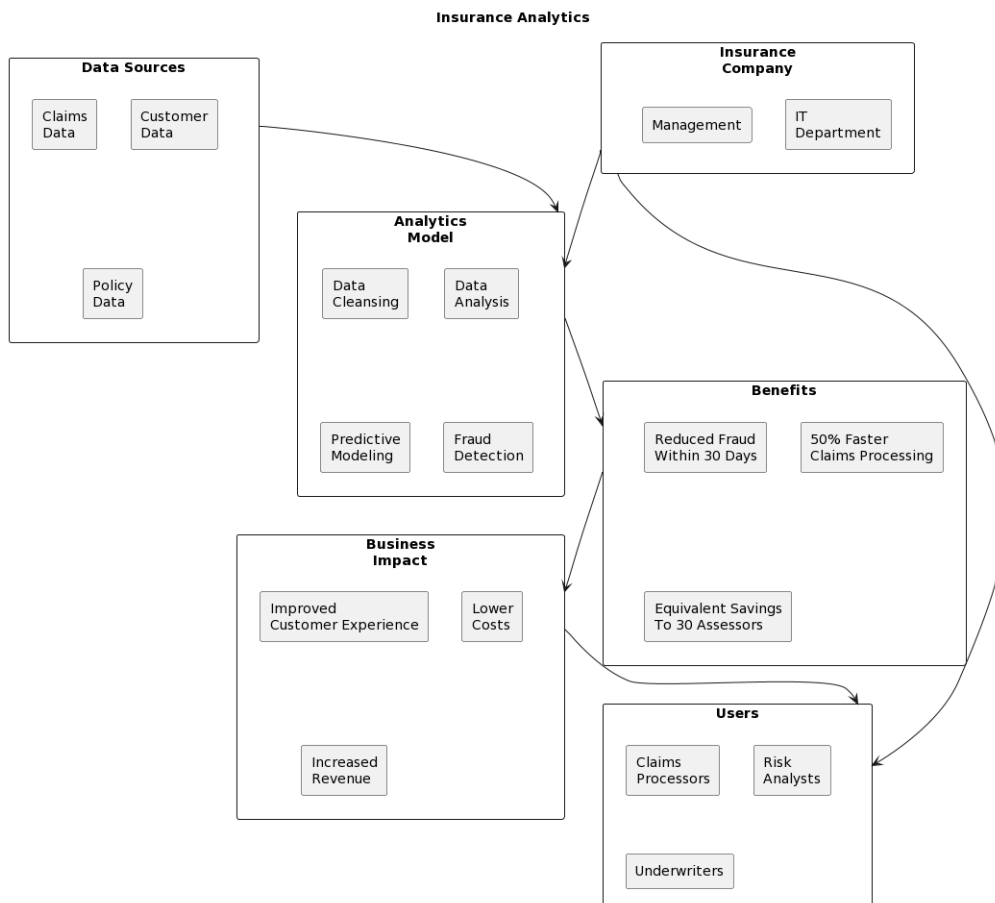 Insurance Analytics
Data Sources
Claims
Data
Customer
Data
Policy
Data
Insurance
Company
Management
IT
Department
Analytics
Model
Data
Cleansing
Data
Analysis
Predictive
Modeling
Fraud
Detection
Benefits
Reduced Fraud
Within 30 Days
50% Faster
Claims Processing
Equivalent Savings
To 30 Assessors
Business
Impact
Improved
Customer Experience
Lower
Costs
Increased
Revenue
Users
Claims
Processors
Risk
Analysts
Underwriters